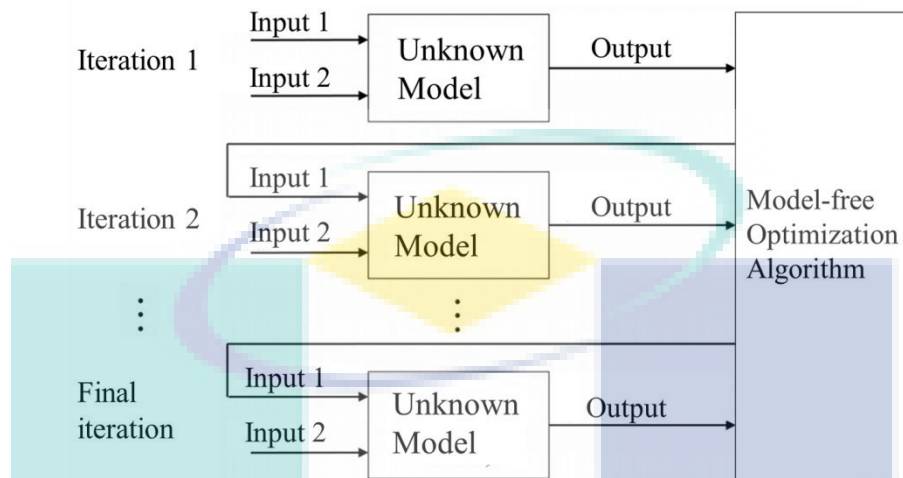 Iteration 1
Input 1
Input 2
Unknown
Model
Output
Iteration 2
Input 1
Input 2
Unknown
Model
Output
Model-free
Optimization
Algorithm
Final
iteration
Input 1
Input 2
Unknown
Model
Output